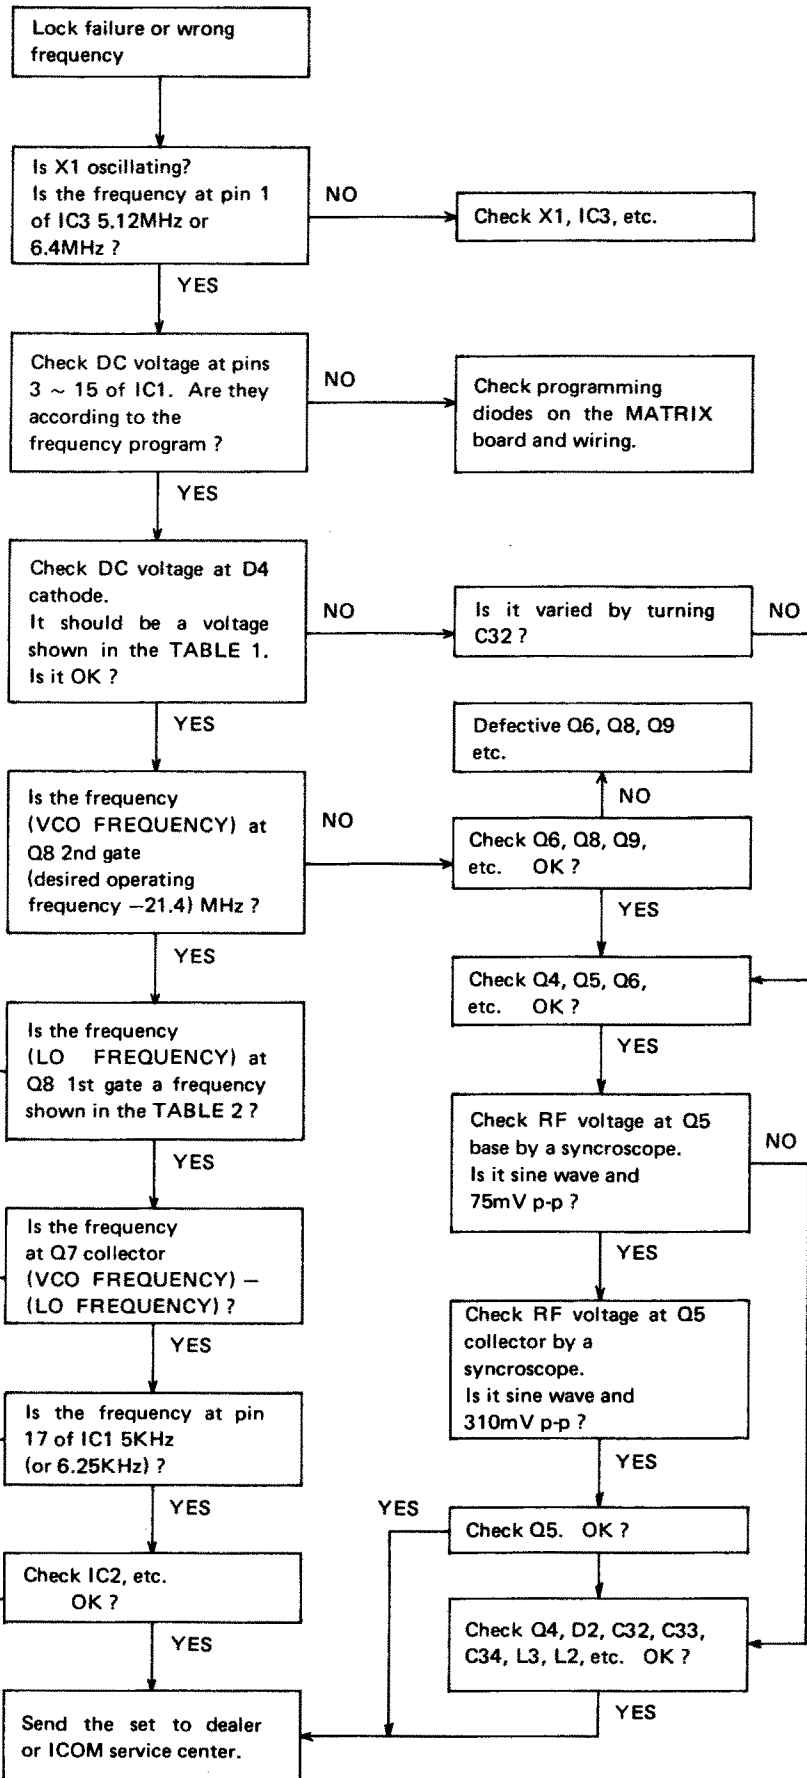 Lock failure or wrong
frequency
Is X1 oscillating?
Is the frequency at pin 1
of IC3 5.12MHz or
6.4MHz ?
NO
Check X1, IC3, etc.
YES
Check DC voltage at pins
3 ~ 15 of IC1. Are they
according to the
frequency program ?
NO
Check programming
diodes on the MATRIX
board and wiring.
YES
Check DC voltage at D4
cathode.
It should be a voltage
shown in the TABLE 1.
Is it OK ?
NO
Is it varied by turning
C32 ?
NO
YES
Defective Q6, Q8, Q9
etc.
NO
Is the frequency
(VCO FREQUENCY) at
Q8 2nd gate
(desired operating
frequency −21.4) MHz ?
NO
Check Q6, Q8, Q9,
etc. OK ?
YES
YES
Check Q4, Q5, Q6,
etc. OK ?
YES
Is the frequency
(LO FREQUENCY) at
Q8 1st gate a frequency
shown in the TABLE 2 ?
YES
Check RF voltage at Q5
base by a syncroscope.
Is it sine wave and
75mV p-p ?
NO
YES
Is the frequency
at Q7 collector
(VCO FREQUENCY) −
(LO FREQUENCY) ?
YES
Check RF voltage at Q5
collector by a
syncroscope.
Is it sine wave and
310mV p-p ?
YES
Is the frequency at pin
17 of IC1 5KHz
(or 6.25KHz) ?
YES
YES
Check Q5. OK ?
Check IC2, etc.
OK ?
YES
Check Q4, D2, C32, C33,
C34, L3, L2, etc. OK ?
YES
Send the set to dealer
or ICOM service center.